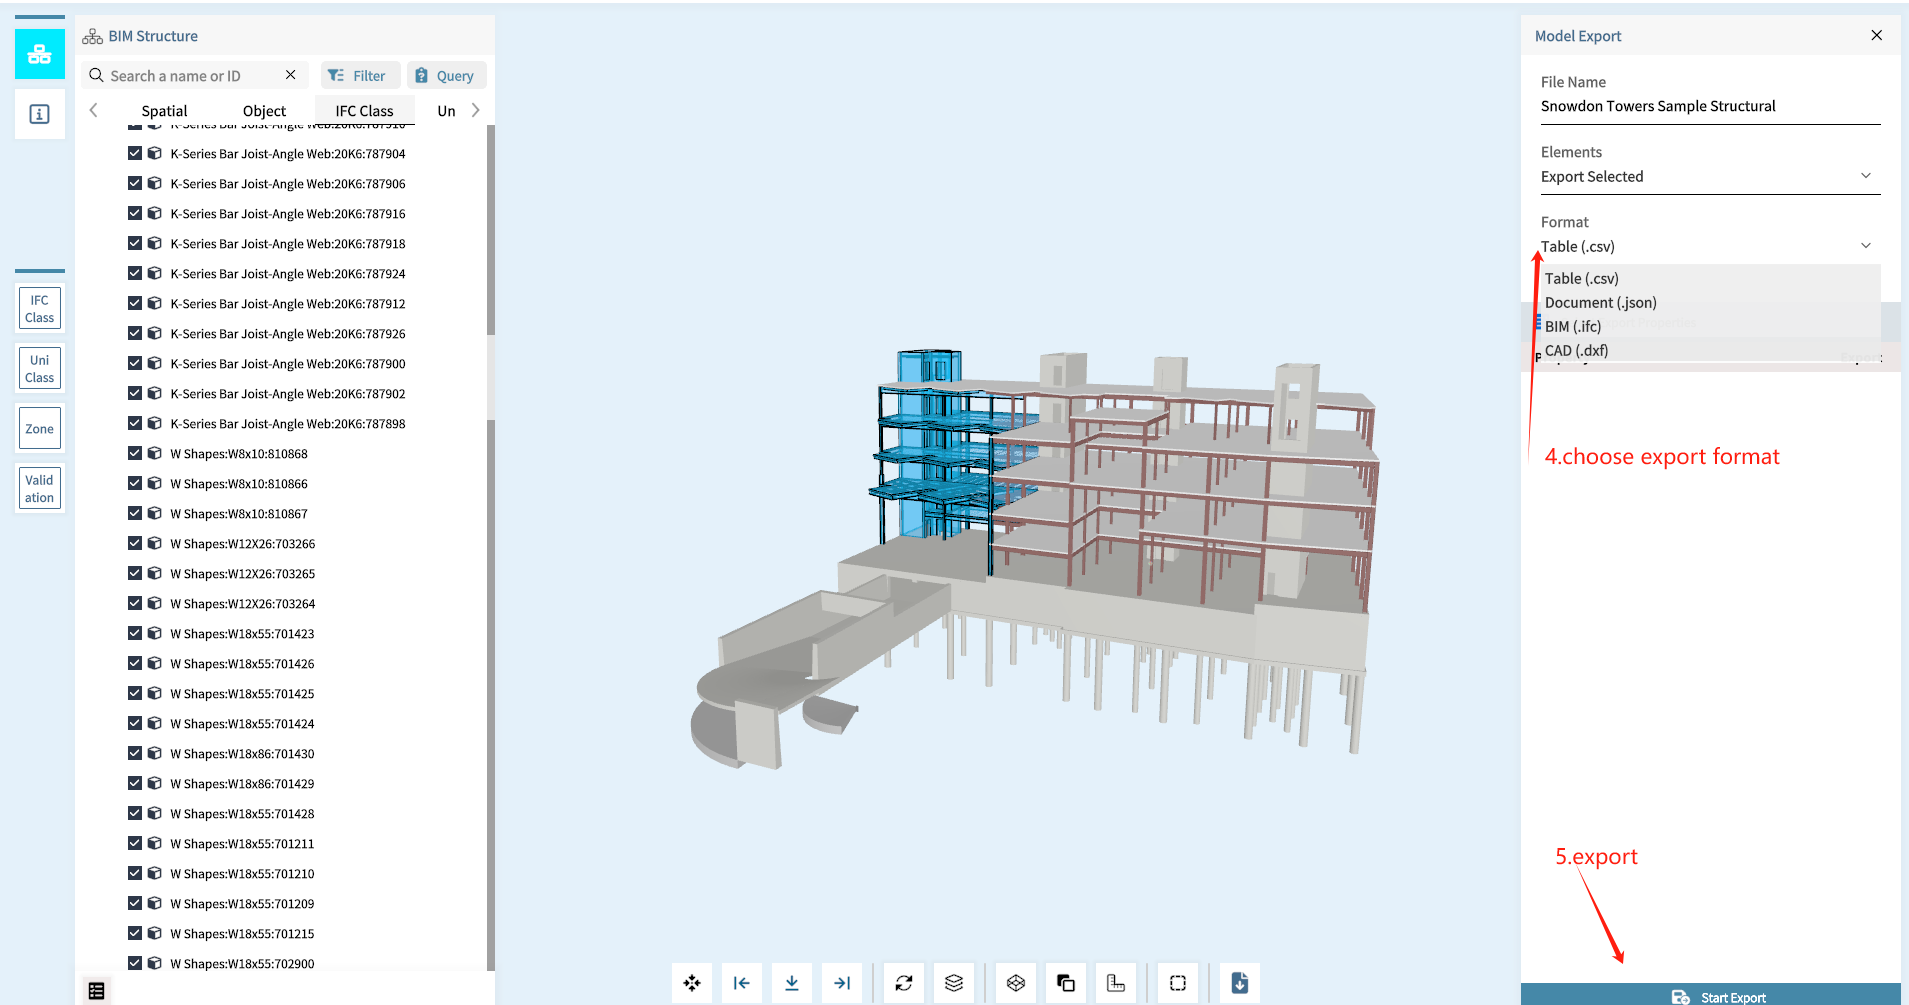 BIM Structure
Search a name or ID
Filter
Query
Spatial
Object
IFC Class
Un
K-Series Bar Joist-Angle Web:20K6:787910
K-Series Bar Joist-Angle Web:20K6:787904
K-Series Bar Joist-Angle Web:20K6:787906
K-Series Bar Joist-Angle Web:20K6:787916
K-Series Bar Joist-Angle Web:20K6:787918
K-Series Bar Joist-Angle Web:20K6:787924
K-Series Bar Joist-Angle Web:20K6:787912
K-Series Bar Joist-Angle Web:20K6:787926
K-Series Bar Joist-Angle Web:20K6:787900
K-Series Bar Joist-Angle Web:20K6:787902
K-Series Bar Joist-Angle Web:20K6:787898
W Shapes:W8x10:810868
W Shapes:W8x10:810866
W Shapes:W8x10:810867
W Shapes:W12X26:703266
W Shapes:W12X26:703265
W Shapes:W12X26:703264
W Shapes:W18x55:701423
W Shapes:W18x55:701426
W Shapes:W18x55:701425
W Shapes:W18x55:701424
W Shapes:W18x86:701430
W Shapes:W18x86:701429
W Shapes:W18x55:701428
W Shapes:W18x55:701211
W Shapes:W18x55:701210
W Shapes:W18x55:701209
W Shapes:W18x55:701215
W Shapes:W18x55:702900
IFC
Class
Uni
Class
Zone
Valid
ation
Model Export
File Name
Snowdon Towers Sample Structural
Elements
Export Selected
Format
Table (.csv)
Table (.csv)
Document (.json)
BIM (.ifc)
CAD (.dxf)
4.choose export format
5.export
Start Export